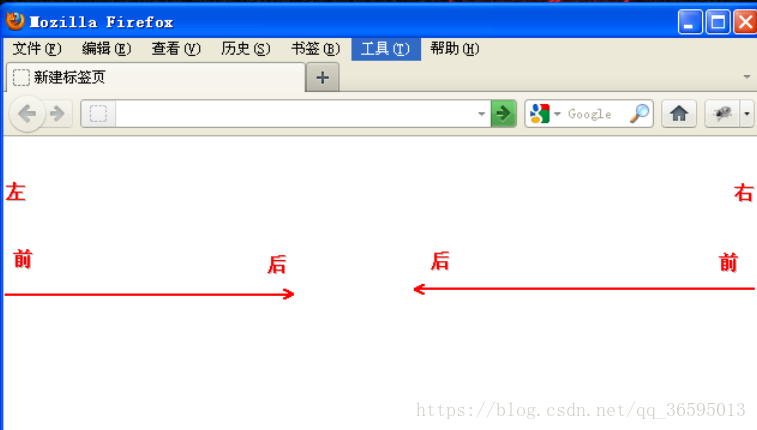 Mozilla Firefox
文件(F) 编辑(E) 查看(V) 历史(S) 书签(B) 工具(T) 帮助(H)
新建标签页
Google
左 右
前 后 后 前
https://blog.csdn.net/qq_36595013